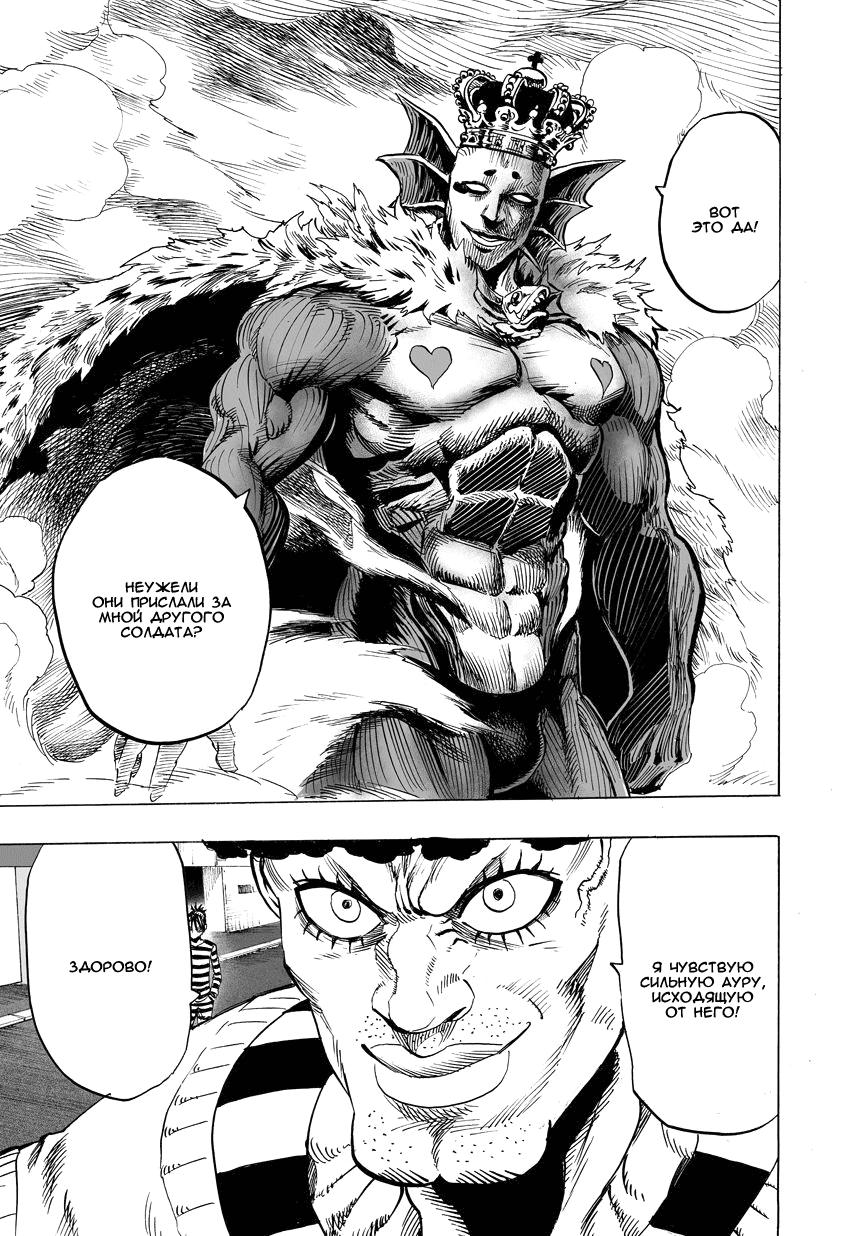 ВОТ
ЭТО ДА!
НЕУЖЕЛИ
ОНИ ПРИСЛАЛИ ЗА
МНОЙ ДРУГОГО
СОЛДАТА?
Я ЧУВСТВУЮ
СИЛЬНУЮ АУРУ,
ИСХОДЯЩУЮ
ОТ НЕГО!
ЗДОРОВО!